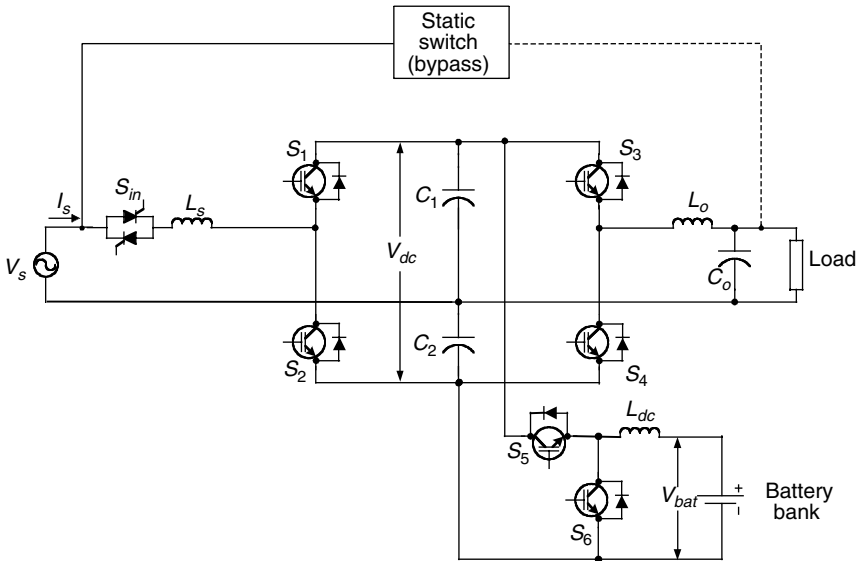 Static
switch
(bypass)
S1
S3
Is
Sin
Ls
C1
Lo
Vs
Vdc
Co
Load
S2
C2
S4
Ldc
S5
S6
Vbat
+
−
Battery
bank